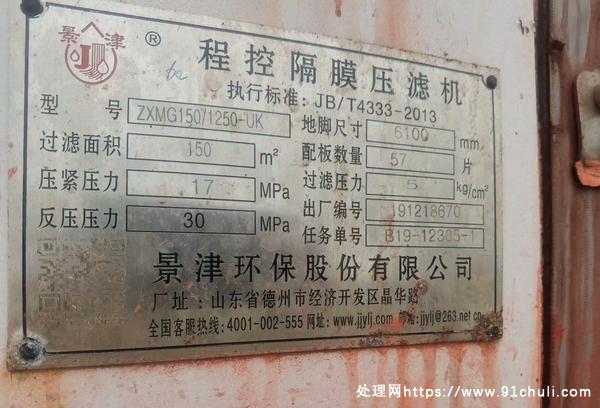 景津 ® 程控隔膜压滤机
执行标准: JB/T4333-2013
型号 ZXMG150/1250-UK 地脚尺寸 6100 mm
过滤面积 150 m² 配板数量 57 片
压紧压力 17 MPa 过滤压力 5 kg/cm²
反压压力 30 MPa 出厂编号 191218670
任务单号 B19-12305-1
景津环保股份有限公司
厂址: 山东省德州市经济开发区晶华路
全国客服热线: 4001-002-555 网址: www.jjylj.com 邮箱: jjylj@263.net.cn
处理网https://www.91chuli.com/